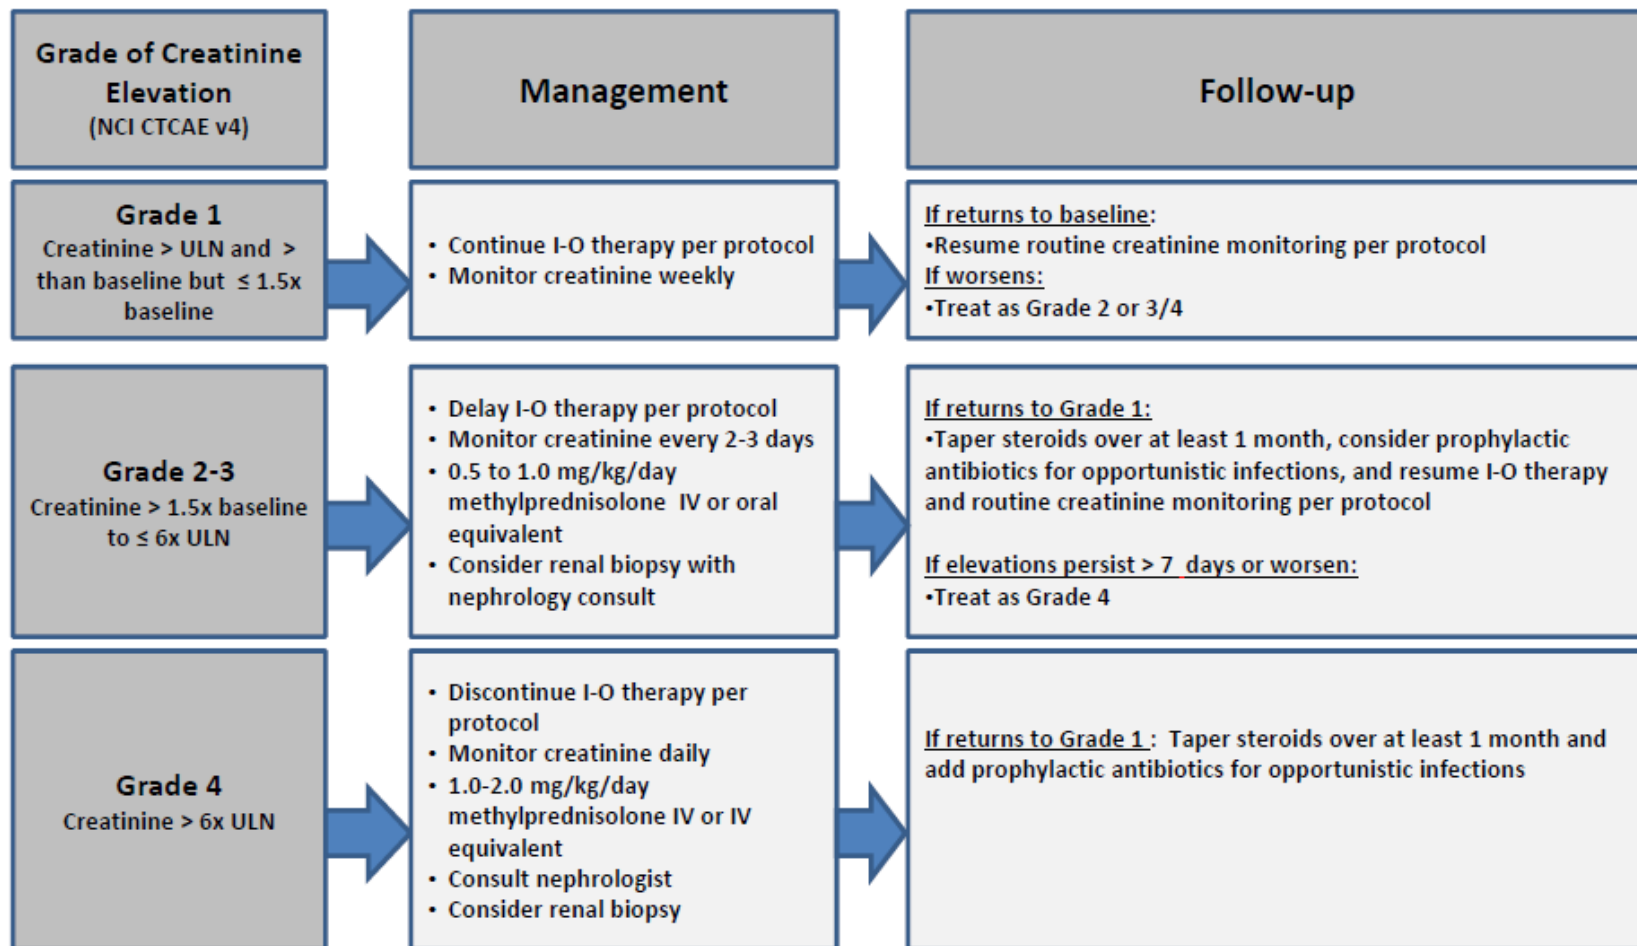 Grade of Creatinine
Elevation
(NCI CTCAE v4)
Management
Follow-up
Grade 1
Creatinine > ULN and >
than baseline but ≤ 1.5x
baseline
• Continue I-O therapy per protocol
• Monitor creatinine weekly
If returns to baseline:
•Resume routine creatinine monitoring per protocol
If worsens:
•Treat as Grade 2 or 3/4
Grade 2-3
Creatinine > 1.5x baseline
to ≤ 6x ULN
• Delay I-O therapy per protocol
• Monitor creatinine every 2-3 days
• 0.5 to 1.0 mg/kg/day
methylprednisolone IV or oral
equivalent
• Consider renal biopsy with
nephrology consult
If returns to Grade 1:
•Taper steroids over at least 1 month, consider prophylactic
antibiotics for opportunistic infections, and resume I-O therapy
and routine creatinine monitoring per protocol
If elevations persist > 7 days or worsen:
•Treat as Grade 4
Grade 4
Creatinine > 6x ULN
• Discontinue I-O therapy per
protocol
• Monitor creatinine daily
• 1.0-2.0 mg/kg/day
methylprednisolone IV or IV
equivalent
• Consult nephrologist
• Consider renal biopsy
If returns to Grade 1 : Taper steroids over at least 1 month and
add prophylactic antibiotics for opportunistic infections